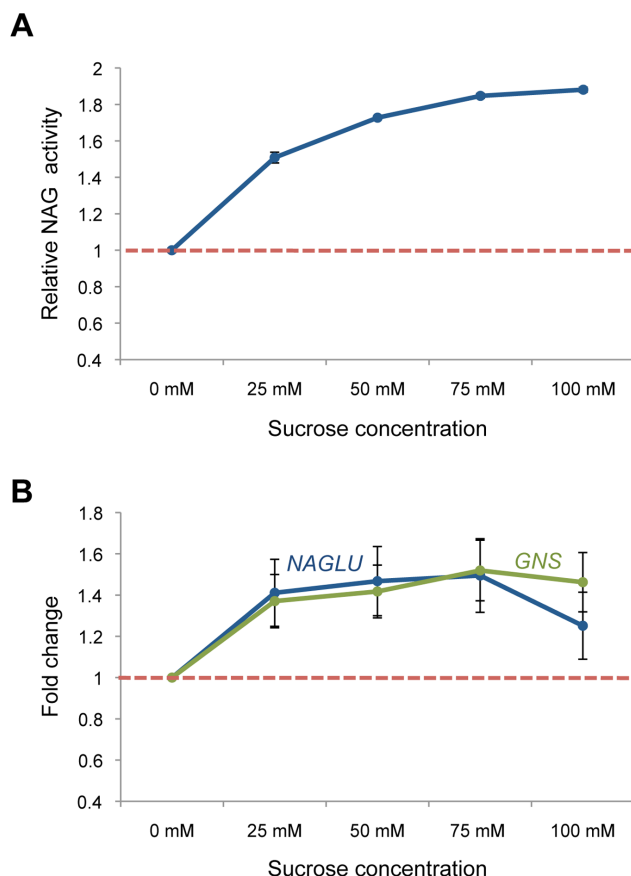 A
Relative NAG activity
2
1.8
1.6
1.4
1.2
1
0.8
0.6
0.4
0 mM 25 mM 50 mM 75 mM 100 mM
Sucrose concentration
B
Fold change
1.8
1.6
1.4
1.2
1
0.8
0.6
0.4
NAGLU GNS
0 mM 25 mM 50 mM 75 mM 100 mM
Sucrose concentration